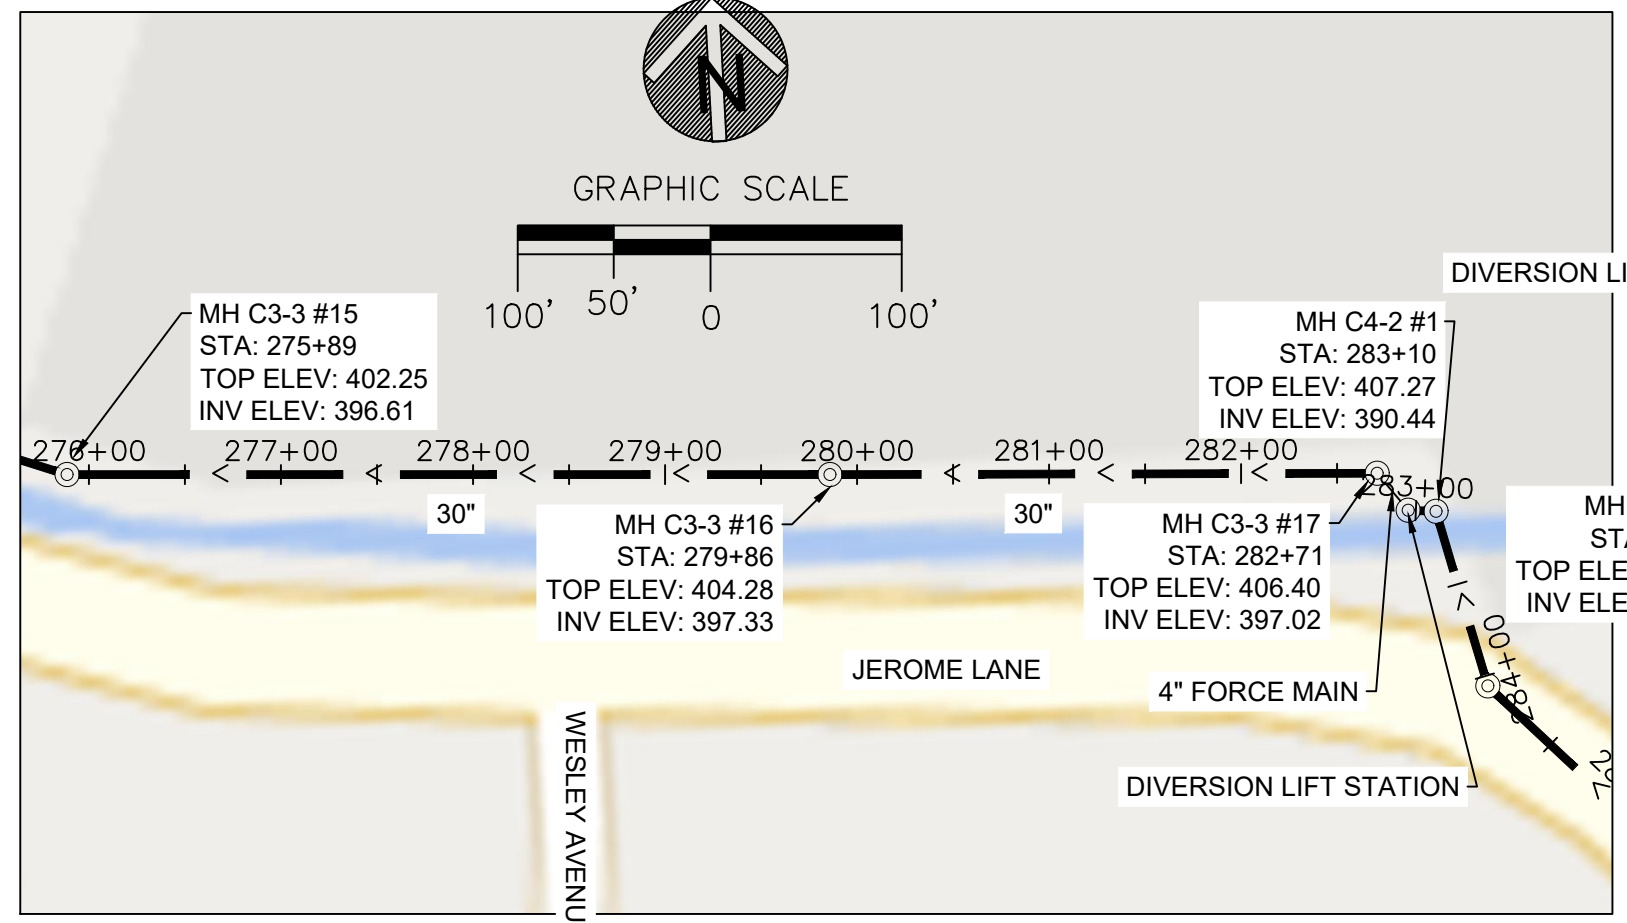 N
GRAPHIC SCALE
100' 50' 0 100'
DIVERSION LI
MH C3-3 #15
STA: 275+89
TOP ELEV: 402.25
INV ELEV: 396.61
MH C4-2 #1
STA: 283+10
TOP ELEV: 407.27
INV ELEV: 390.44
276+00 277+00 278+00 279+00 280+00 281+00 282+00
283+00
30"
30"
MH C3-3 #16
STA: 279+86
TOP ELEV: 404.28
INV ELEV: 397.33
MH C3-3 #17
STA: 282+71
TOP ELEV: 406.40
INV ELEV: 397.02
MH
STA
TOP ELE
INV ELE
284+00
JEROME LANE
4" FORCE MAIN
DIVERSION LIFT STATION
WESLEY AVENU